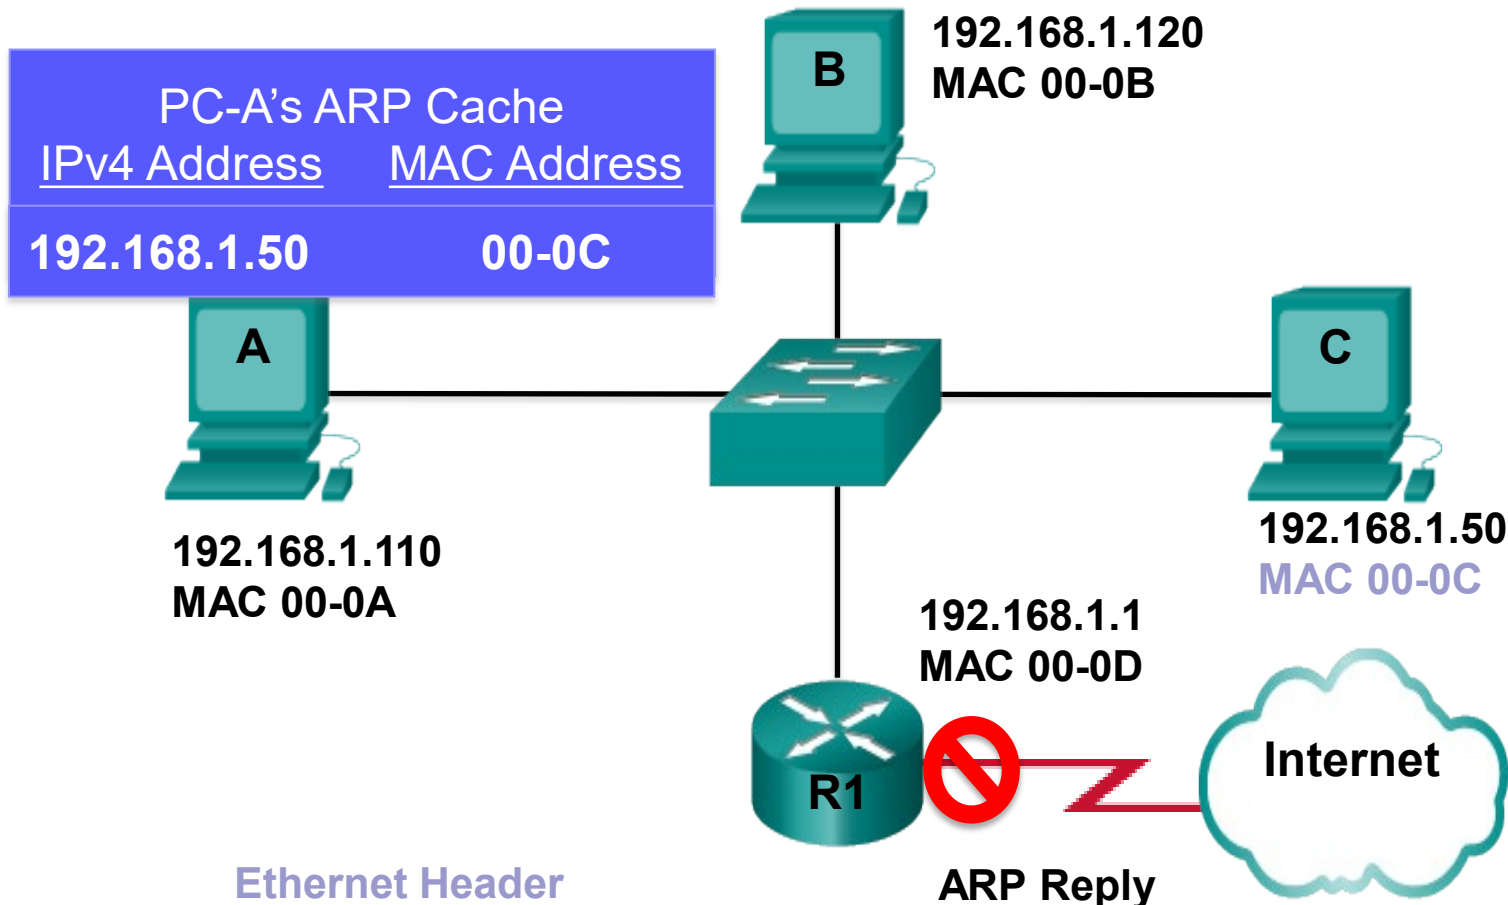 PC-A’s ARP Cache
IPv4 Address MAC Address
192.168.1.50 00-0C
B
192.168.1.120
MAC 00-0B
A
192.168.1.110
MAC 00-0A
C
192.168.1.50
MAC 00-0C
192.168.1.1
MAC 00-0D
R1
Internet
Ethernet Header
ARP Reply